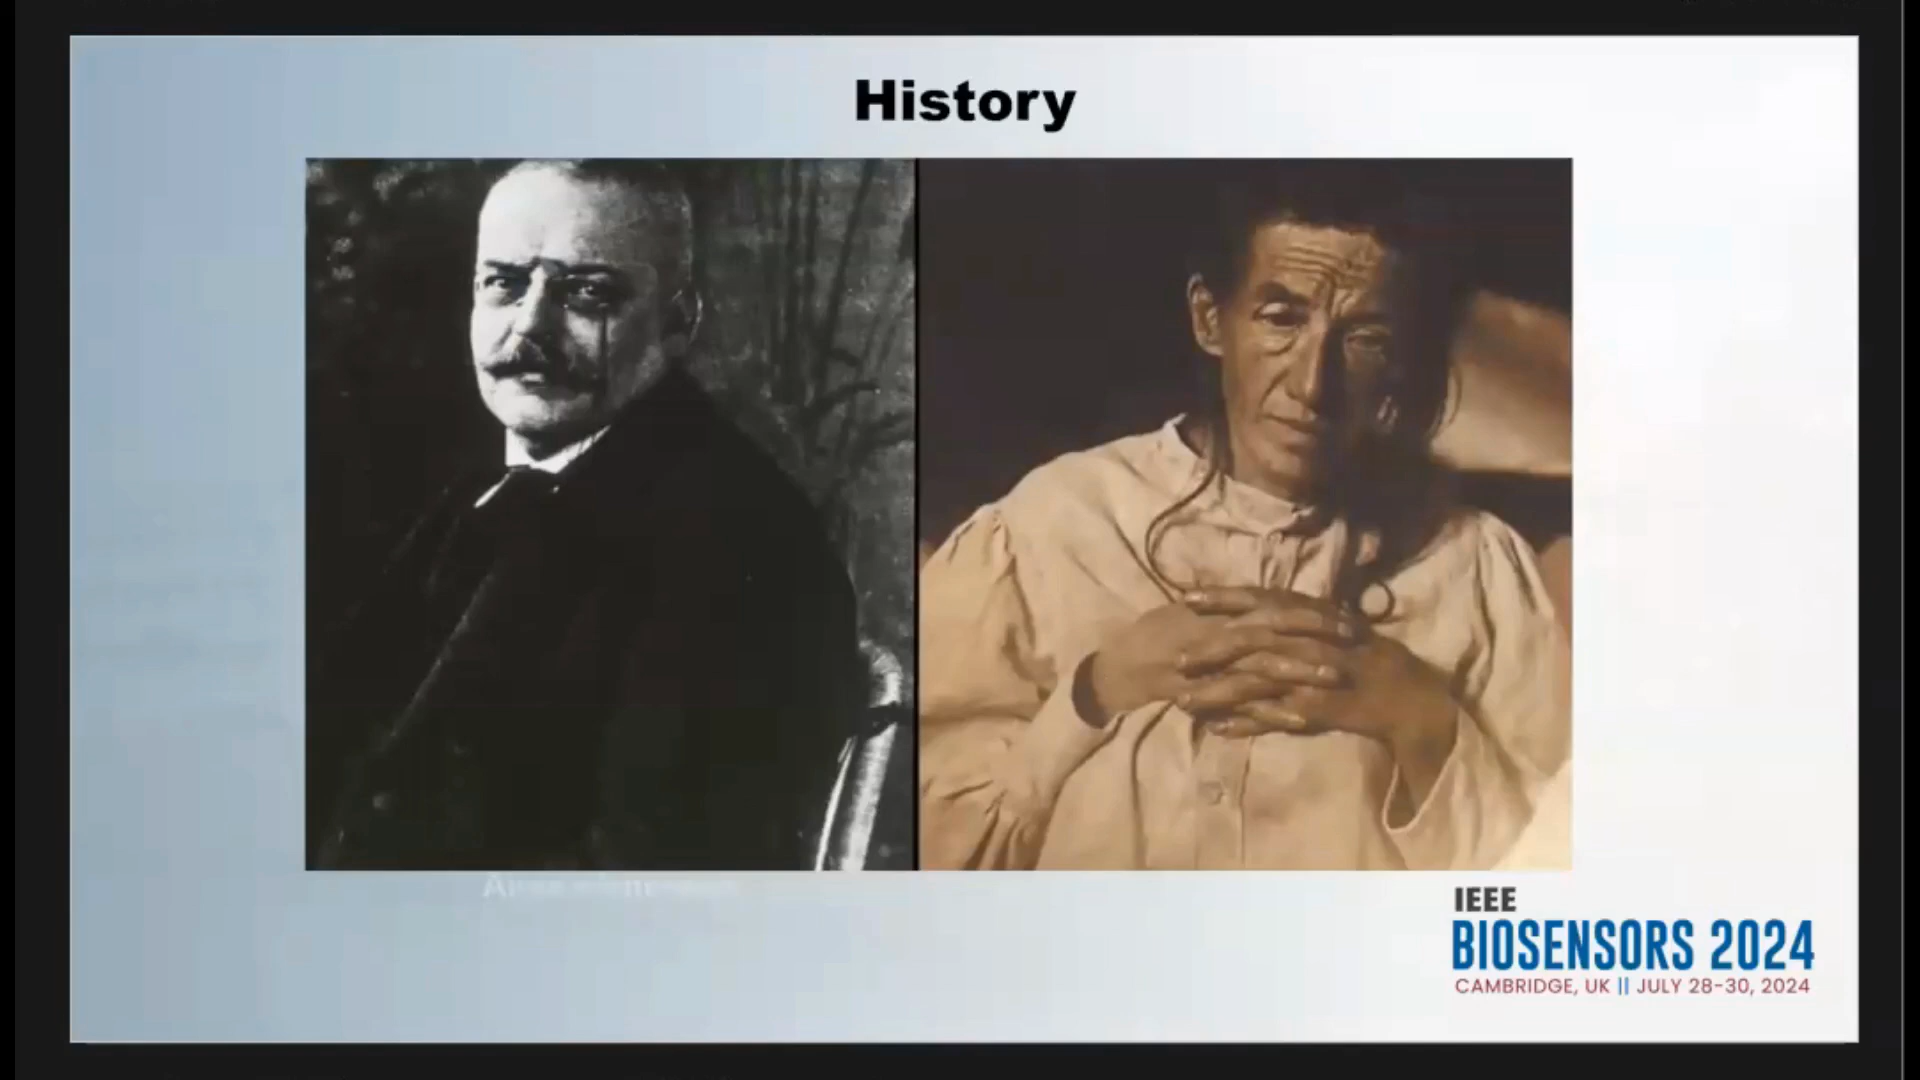 History
IEEE
BIOSENSORS 2024
CAMBRIDGE, UK || JULY 28-30, 2024